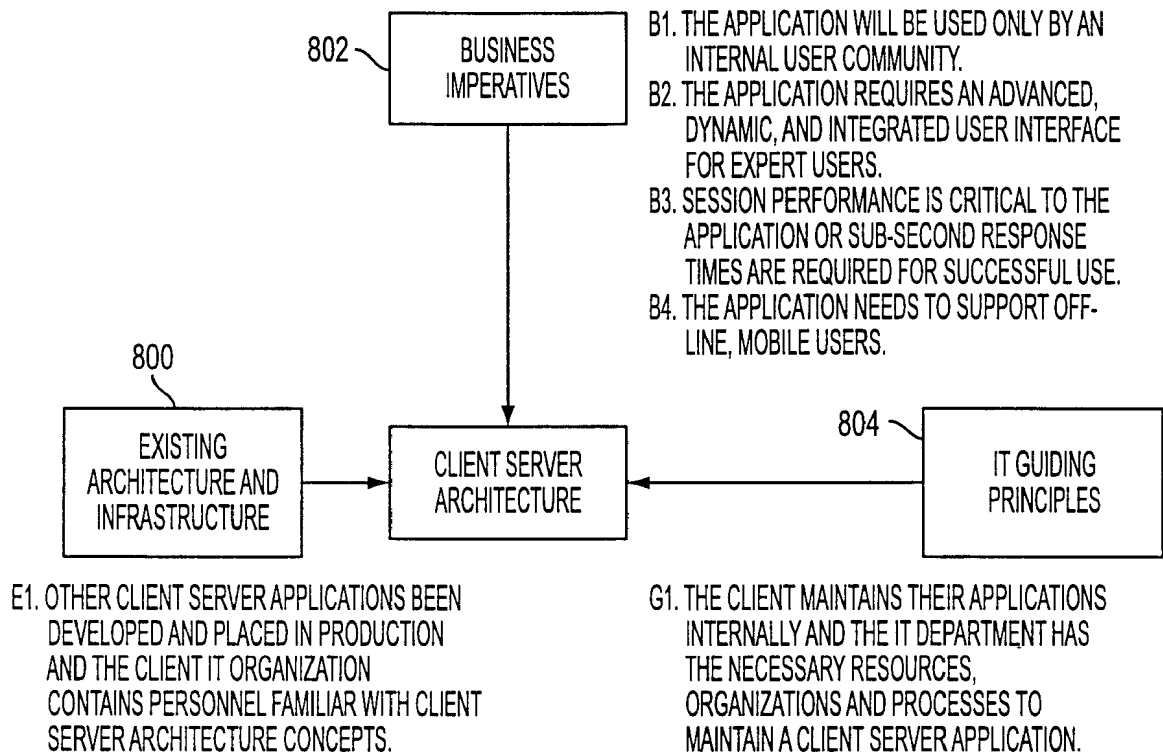 802
BUSINESS
IMPERATIVES
B1. THE APPLICATION WILL BE USED ONLY BY AN
INTERNAL USER COMMUNITY.
B2. THE APPLICATION REQUIRES AN ADVANCED,
DYNAMIC, AND INTEGRATED USER INTERFACE
FOR EXPERT USERS.
B3. SESSION PERFORMANCE IS CRITICAL TO THE
APPLICATION OR SUB-SECOND RESPONSE
TIMES ARE REQUIRED FOR SUCCESSFUL USE.
B4. THE APPLICATION NEEDS TO SUPPORT OFF-
LINE, MOBILE USERS.
800
EXISTING
ARCHITECTURE AND
INFRASTRUCTURE
CLIENT SERVER
ARCHITECTURE
804
IT GUIDING
PRINCIPLES
E1. OTHER CLIENT SERVER APPLICATIONS BEEN
DEVELOPED AND PLACED IN PRODUCTION
AND THE CLIENT IT ORGANIZATION
CONTAINS PERSONNEL FAMILIAR WITH CLIENT
SERVER ARCHITECTURE CONCEPTS.
G1. THE CLIENT MAINTAINS THEIR APPLICATIONS
INTERNALLY AND THE IT DEPARTMENT HAS
THE NECESSARY RESOURCES,
ORGANIZATIONS AND PROCESSES TO
MAINTAIN A CLIENT SERVER APPLICATION.